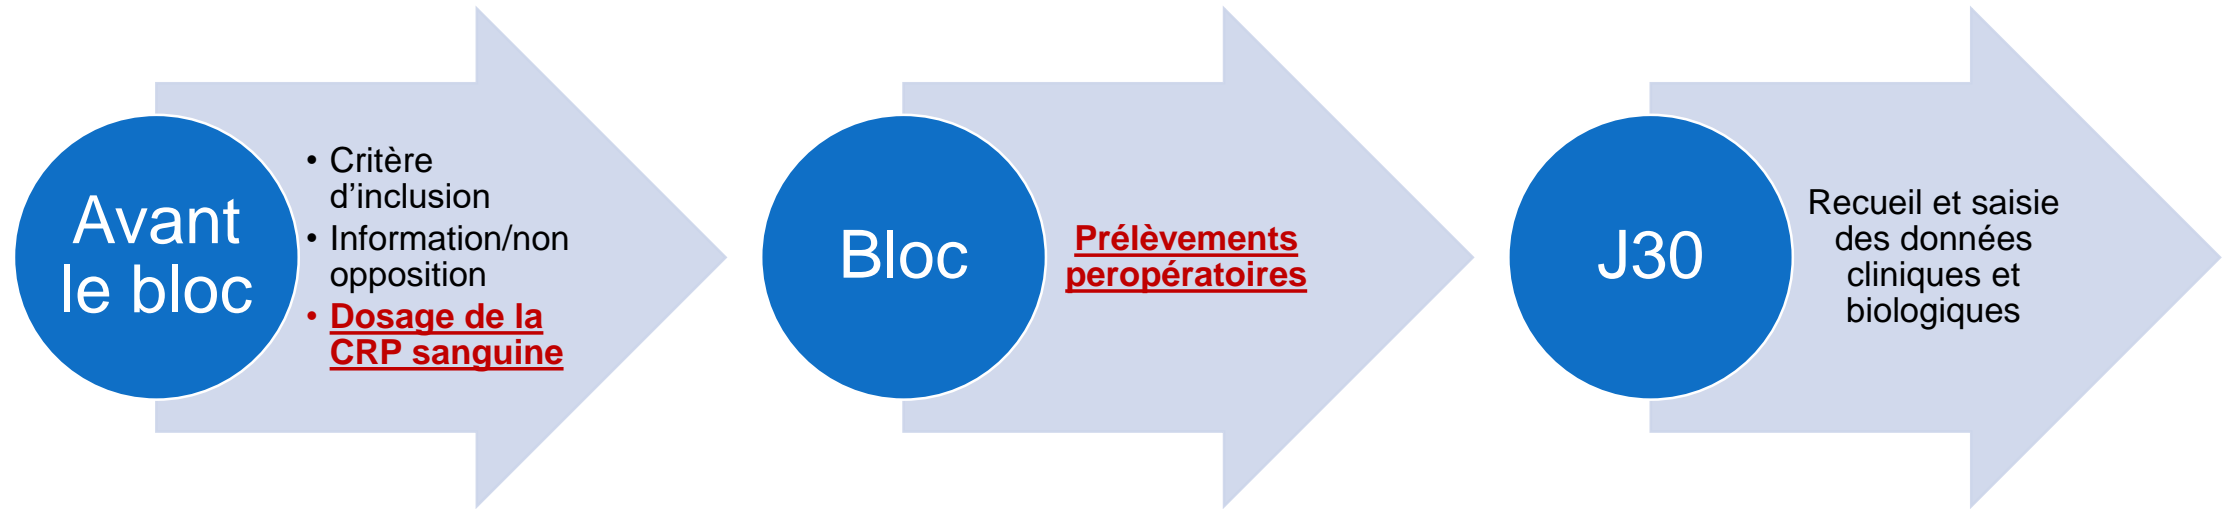 Avant
le bloc
• Critère
d’inclusion
• Information/non
opposition
• Dosage de la
CRP sanguine
Bloc
Prélèvements
peropératoires
J30
Recueil et saisie
des données
cliniques et
biologiques